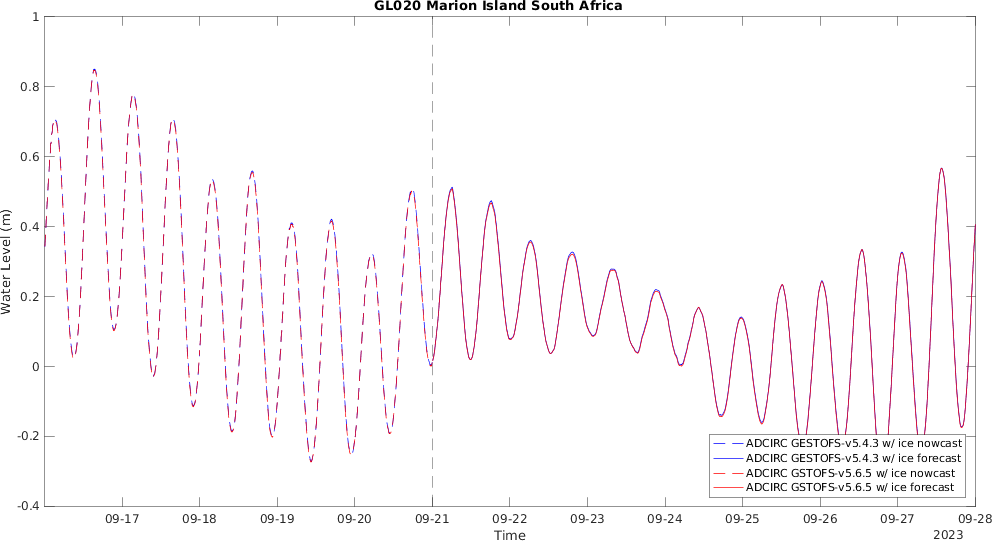 GL020 Marion Island South Africa
1
0.8
0.6
0.4
0.2
0
-0.2
-0.4
Water Level (m)
ADCIRC GESTOFS-v5.4.3 w/ ice nowcast
ADCIRC GESTOFS-v5.4.3 w/ ice forecast
ADCIRC GSTOFS-v5.6.5 w/ ice nowcast
ADCIRC GSTOFS-v5.6.5 w/ ice forecast
09-17 09-18 09-19 09-20 09-21 09-22 09-23 09-24 09-25 09-26 09-27 09-28
Time
2023